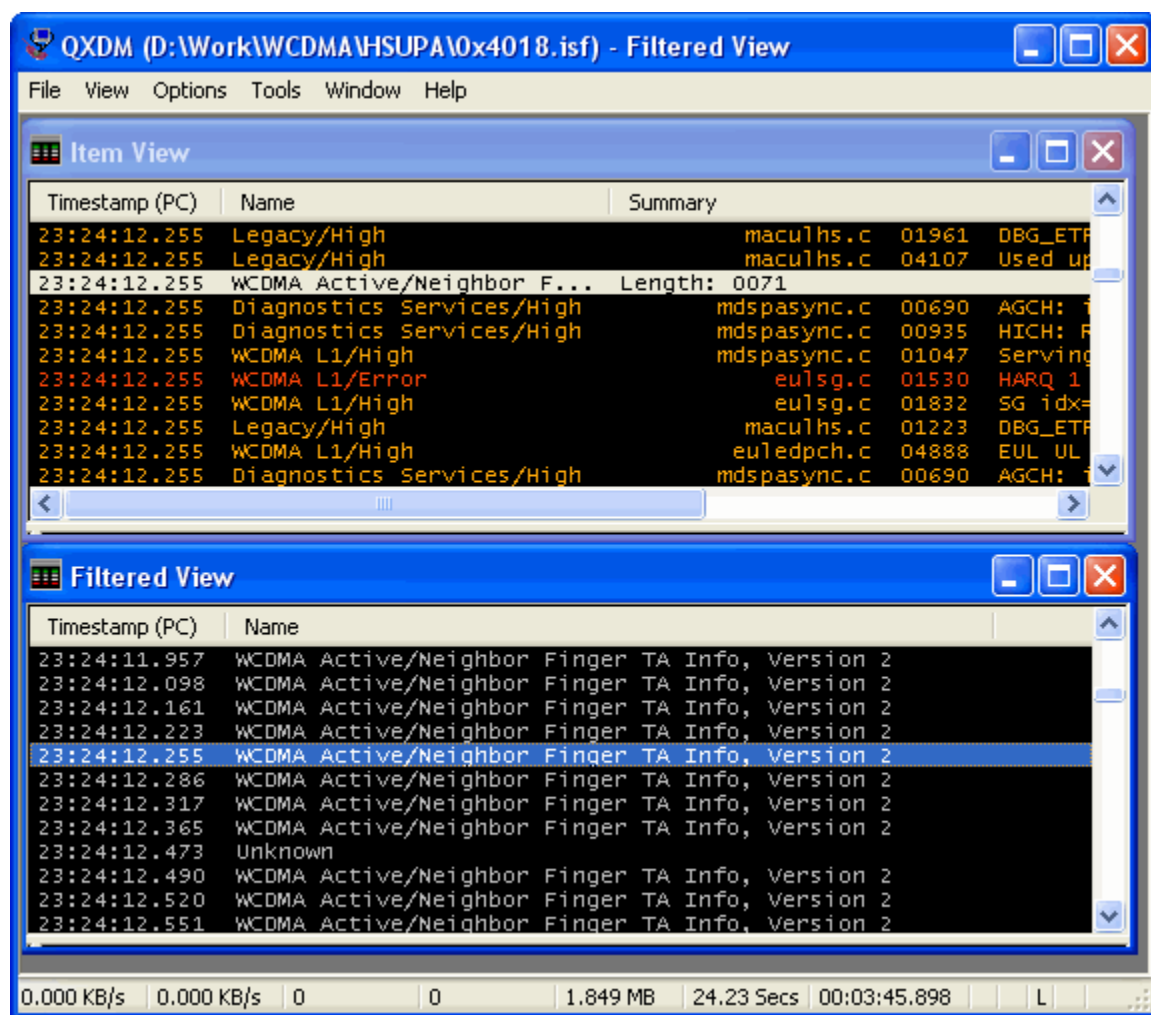 QXDM (D:\Work\WCDMA\HSUPA\0x4018.isf) - Filtered View
File View Options Tools Window Help
Item View
Timestamp (PC) Name Summary
23:24:12.255 Legacy/High maculhs.c 01961 DBG_ETF
23:24:12.255 Legacy/High maculhs.c 04107 Used up
23:24:12.255 WCDMA Active/Neighbor F... Length: 0071
23:24:12.255 Diagnostics Services/High mdspasync.c 00690 AGCH: i
23:24:12.255 Diagnostics Services/High mdspasync.c 00935 HICH: R
23:24:12.255 WCDMA L1/High mdspasync.c 01047 Serving
23:24:12.255 WCDMA L1/Error eulsg.c 01530 HARQ 1
23:24:12.255 WCDMA L1/High eulsg.c 01832 SG idx=
23:24:12.255 Legacy/High maculhs.c 01223 DBG_ETF
23:24:12.255 WCDMA L1/High euledpch.c 04888 EUL UL
23:24:12.255 Diagnostics Services/High mdspasync.c 00690 AGCH: i
Filtered View
Timestamp (PC) Name
23:24:11.957 WCDMA Active/Neighbor Finger TA Info, Version 2
23:24:12.098 WCDMA Active/Neighbor Finger TA Info, Version 2
23:24:12.161 WCDMA Active/Neighbor Finger TA Info, Version 2
23:24:12.223 WCDMA Active/Neighbor Finger TA Info, Version 2
23:24:12.255 WCDMA Active/Neighbor Finger TA Info, Version 2
23:24:12.286 WCDMA Active/Neighbor Finger TA Info, Version 2
23:24:12.317 WCDMA Active/Neighbor Finger TA Info, Version 2
23:24:12.365 WCDMA Active/Neighbor Finger TA Info, Version 2
23:24:12.473 Unknown
23:24:12.490 WCDMA Active/Neighbor Finger TA Info, Version 2
23:24:12.520 WCDMA Active/Neighbor Finger TA Info, Version 2
23:24:12.551 WCDMA Active/Neighbor Finger TA Info, Version 2
0.000 KB/s 0.000 KB/s 0 0 1.849 MB 24.23 Secs 00:03:45.898 L